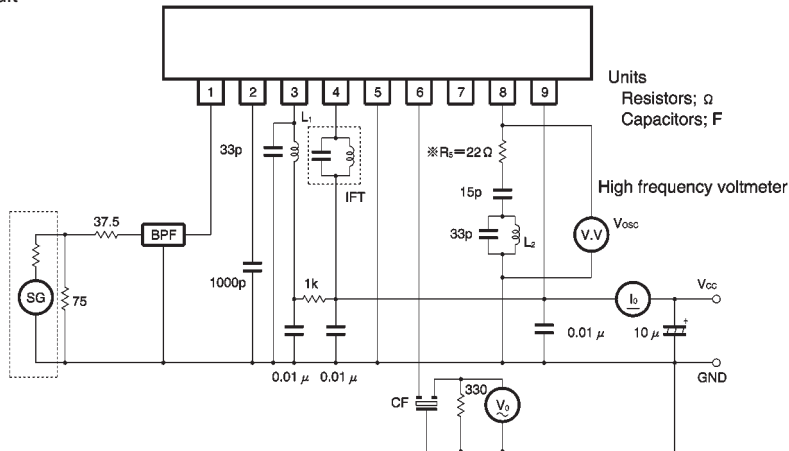 1 2 3 4 5 6 7 8 9
Units
Resistors; Ω
Capacitors; F
L₁
33p
※R₅=22Ω
IFT
15p
High frequency voltmeter
37.5
BPF
33p
L₂
V.V
Vosc
1000p
1k
SG
75
I₀
Vcc
0.01 μ
10 μ
+
0.01 μ
0.01 μ
GND
CF
330
V₀